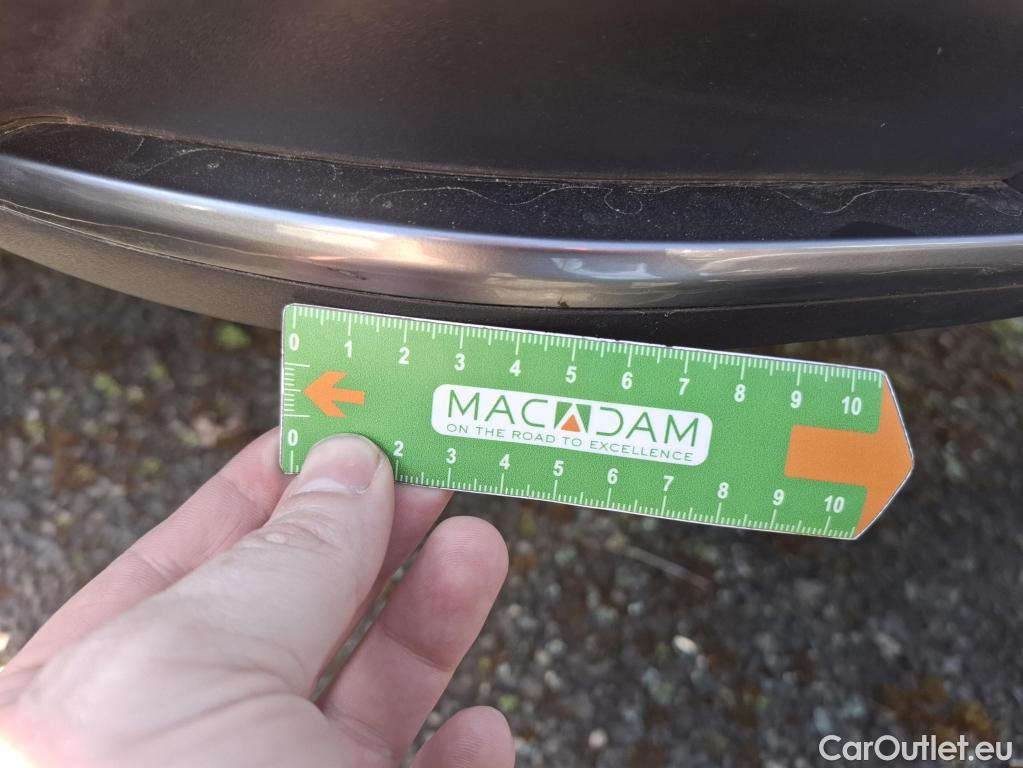 0 1 2 3 4 5 6 7 8 9 10
MACADAM
ON THE ROAD TO EXCELLENCE
0 2 3 4 5 6 7 8 9 10
CarOutlet.eu